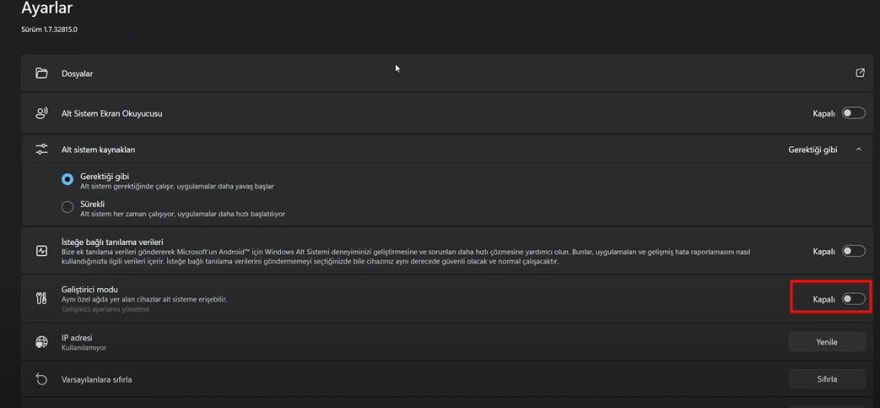 Ayarlar
Sürüm 1.7.32815.0
Dosyalar
Alt Sistem Ekran Okuyucusu
Kapalı
Alt sistem kaynakları
Gerektiği gibi
Gerektiği gibi
Alt sistem gerektiğinde çalışır, uygulamalar daha yavaş başlar
Sürekli
Alt sistem her zaman çalışıyor, uygulamalar daha hızlı başlatılıyor
İsteğe bağlı tanılama verileri
Bize ek tanılama verileri göndererek Microsoft'un Android™ için Windows Alt Sistemi deneyiminizi geliştirmesine ve sorunları daha hızlı çözmesine yardımcı olun. Bunlar, uygulamaları ve gelişmiş hata raporlamasını nasıl
kullandığınızla ilgili verileri içerir. İsteğe bağlı tanılama verilerini göndermemeyi seçtiğinizde bile cihazınız aynı derecede güvenli olacak ve normal çalışacaktır.
Kapalı
Geliştirici modu
Aynı özel ağda yer alan cihazlar alt sisteme erişebilir.
Geliştirici ayarlarını yönetme
Kapalı
IP adresi
Kullanılamıyor
Yenile
Varsayılanlara sıfırla
Sıfırla